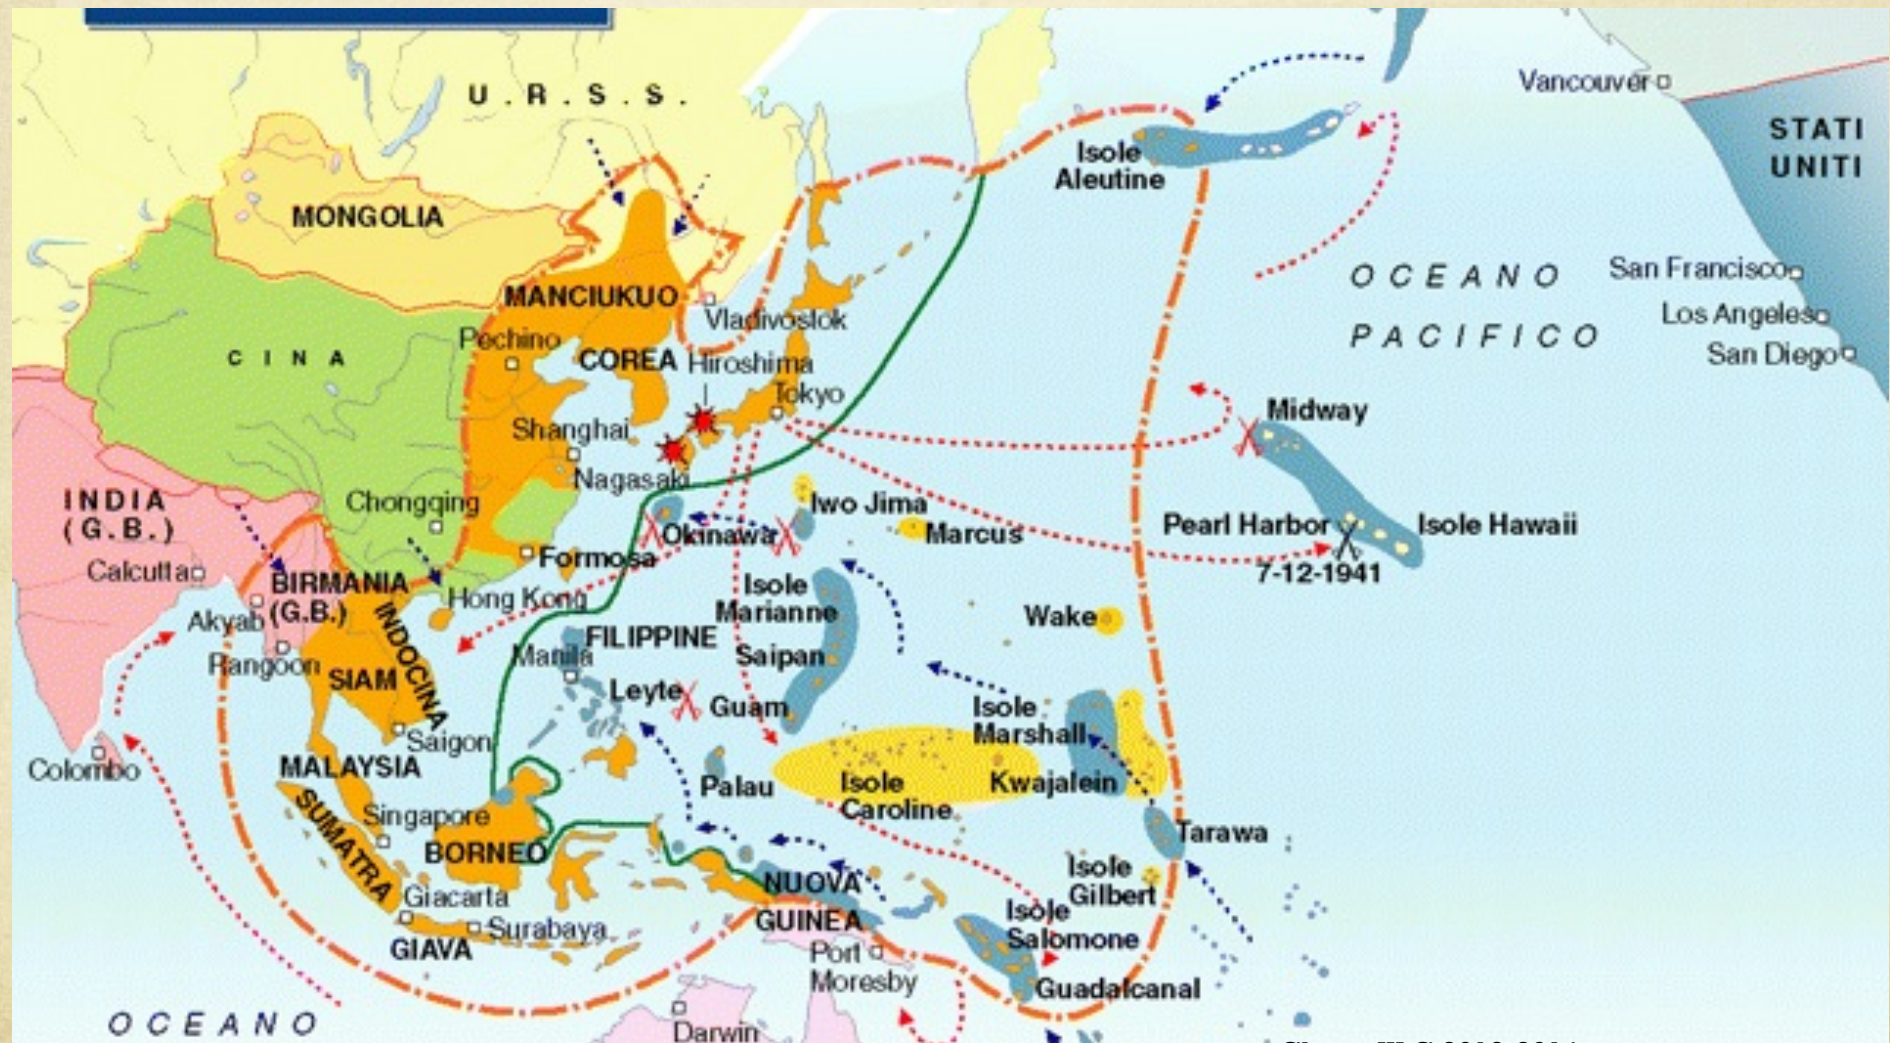 U.R.S.S.
Vancouver
STATI
UNITI
Isole
Aleutine
MONGOLIA
OCEANO
PACIFICO
San Francisco
Los Angeles
San Diego
MANCIUKUO
Vladivostok
Pechino
CINA
COREA
Hiroshima
Tokyo
Midway
Shanghai
Nagasaki
INDIA
(G.B.)
Chongqing
Iwo Jima
Okinawa
Marcus
Pearl Harbor
Isole Hawaii
7-12-1941
Formosa
Calcutta
BIRMANIA
(G.B.)
Akyab
Hong Kong
INDOCINA
Isole
Marianne
Wake
Rangoon
FILIPPINE
Manila
Saipan
SIAM
Leyte
Guam
Isole
Marshall
Saigon
Colombo
MALAYSIA
Palau
Isole
Caroline
Kwajalein
SUMATRA
Singapore
BORNEO
Tarawa
Isole
Gilbert
NUOVA
GUINEA
Giacarta
Surabaya
GIAVA
Isole
Salomone
Port
Moresby
Guadalcanal
OCEANO
Darwin